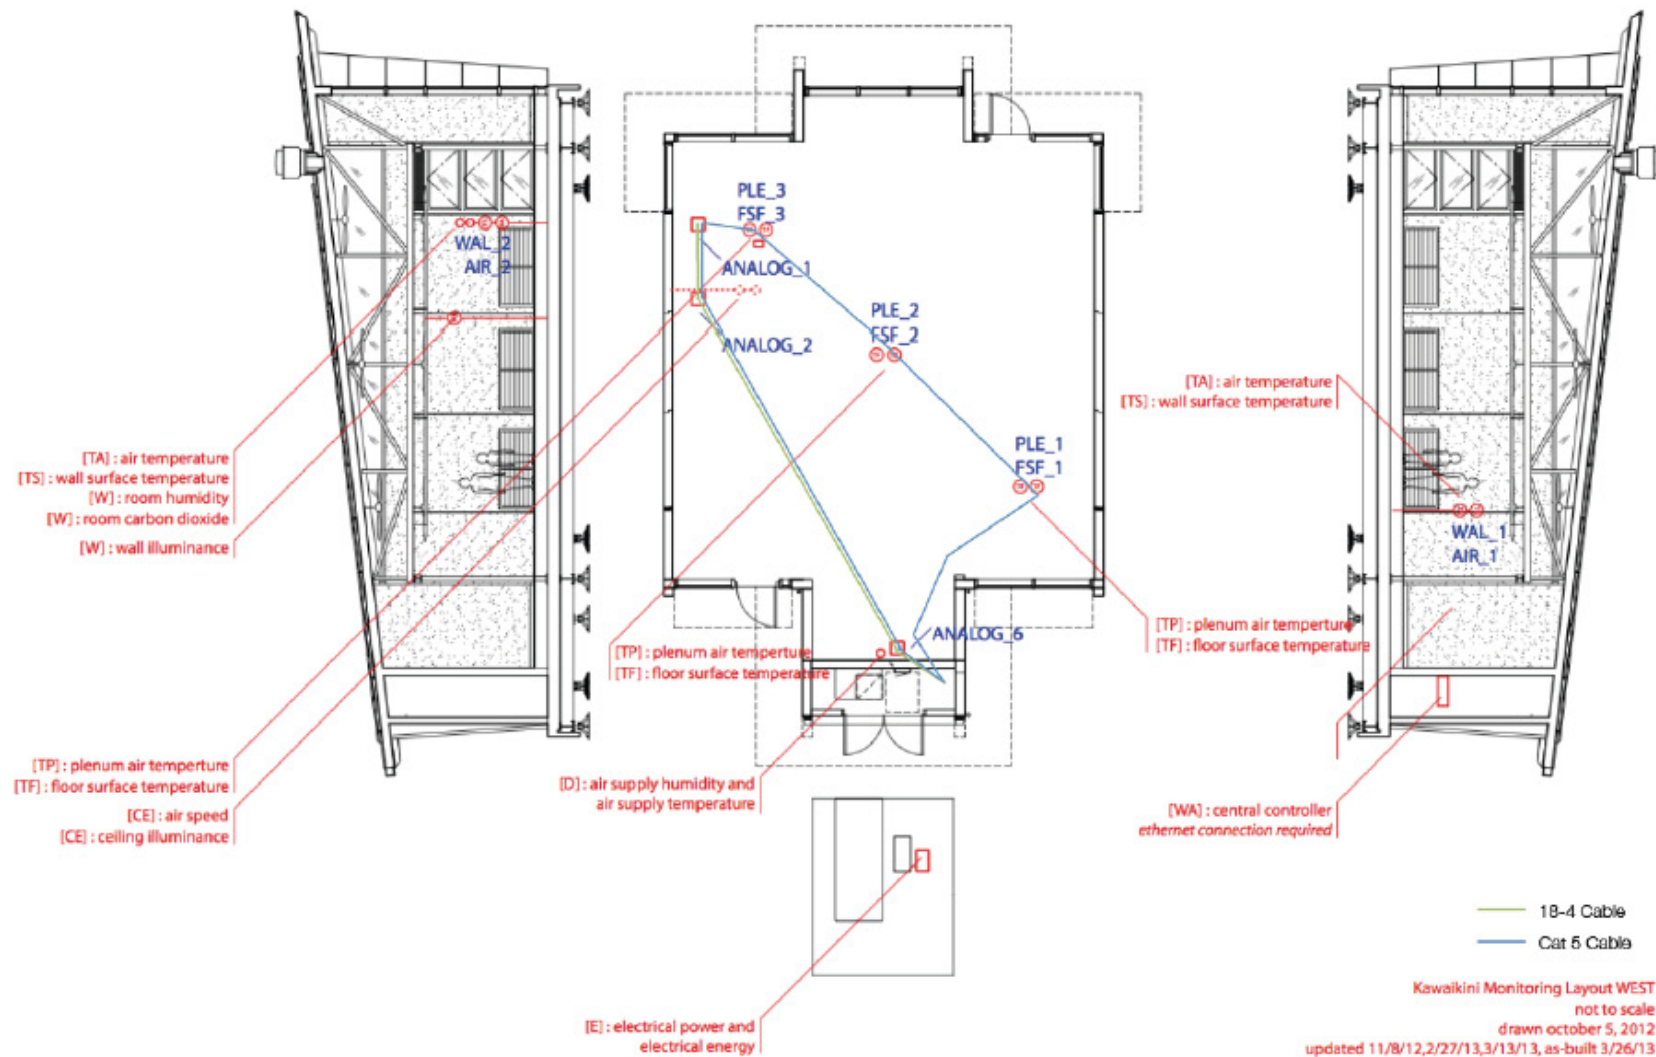 PLE_3
FSF_3
WAL_2
AIR_2
ANALOG_1
PLE_2
FSF_2
ANALOG_2
[TA] : air temperature
[TS] : wall surface temperature
PLE_1
FSF_1
[TA] : air temperature
[TS] : wall surface temperature
[W] : room humidity
[W] : room carbon dioxide
[W] : wall illuminance
WAL_1
AIR_1
ANALOG_6
[TP] : plenum air temperture
[TF] : floor surface temperature
[TP] : plenum air temperture
[TF] : floor surface temperature
[TP] : plenum air temperture
[TF] : floor surface temperature
[CE] : air speed
[CE] : ceiling illuminance
[D] : air supply humidity and
air supply temperature
[WA] : central controller
ethernet connection required
18-4 Cable
Cat 5 Cable
[E] : electrical power and
electrical energy
Kawaikini Monitoring Layout WEST
not to scale
drawn october 5, 2012
updated 11/8/12,2/27/13,3/13/13, as-built 3/26/13